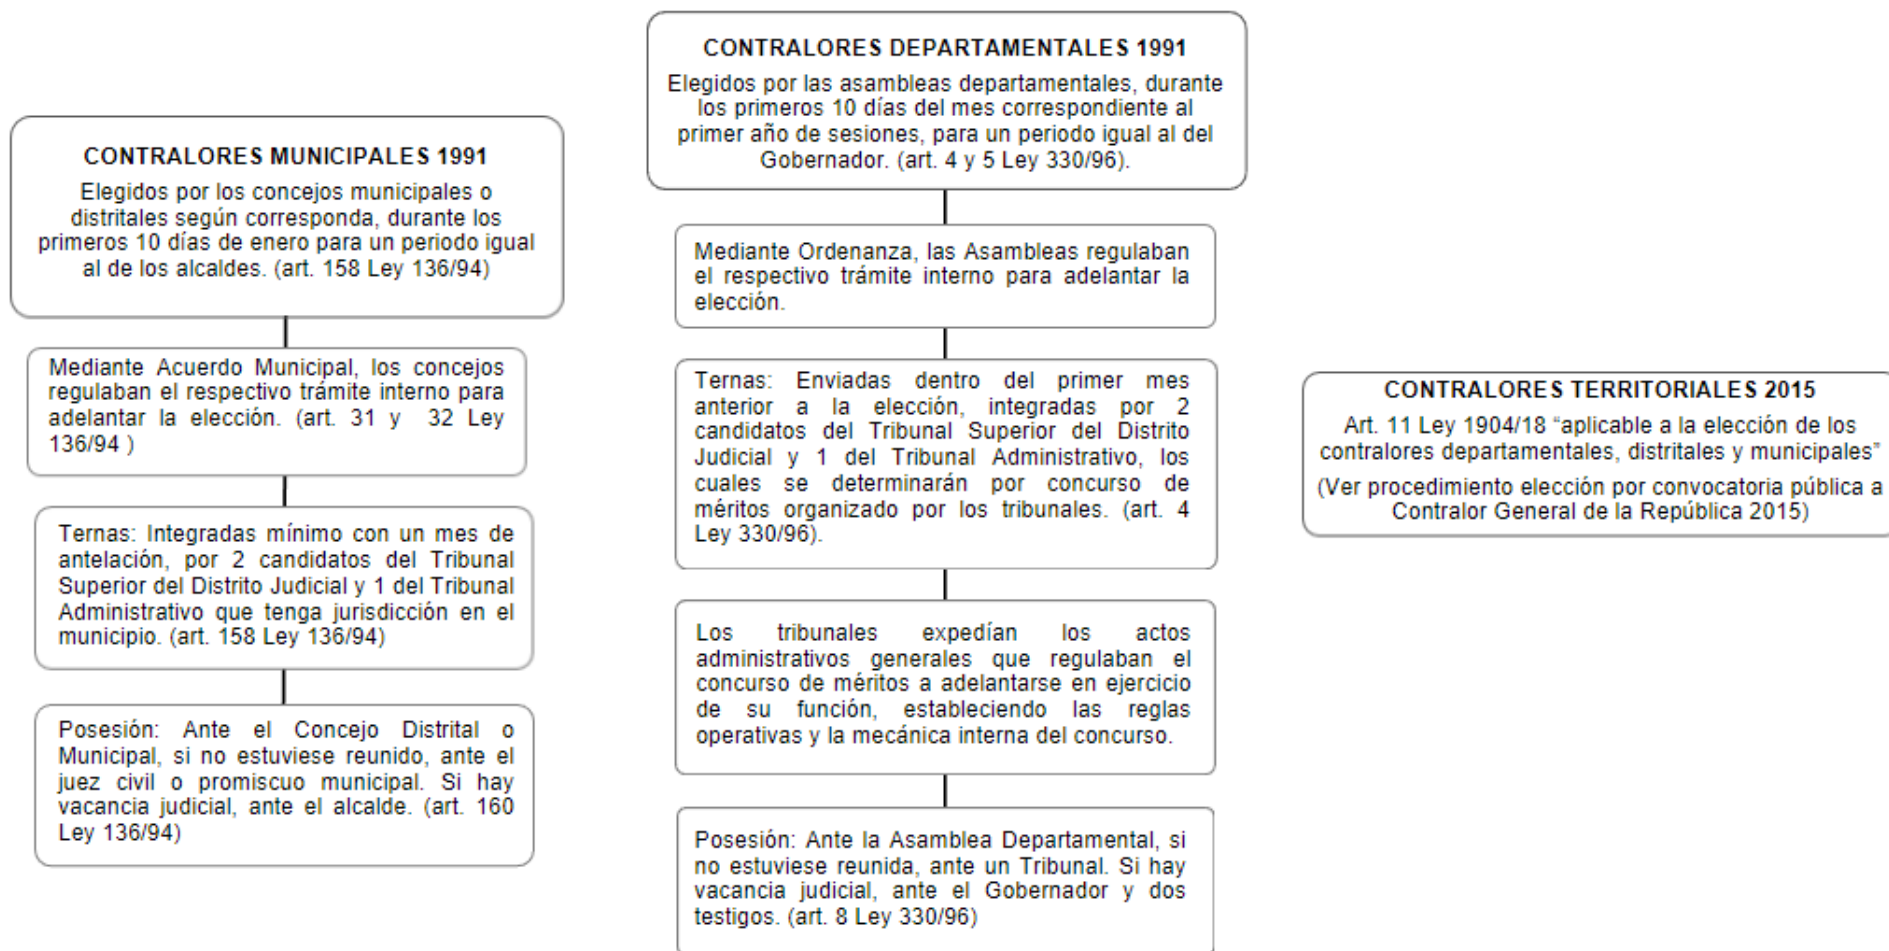 CONTRALORES MUNICIPALES 1991
Elegidos por los concejos municipales o
distritales según corresponda, durante los
primeros 10 días de enero para un periodo igual
al de los alcaldes. (art. 158 Ley 136/94)
Mediante Acuerdo Municipal, los concejos
regulaban el respectivo trámite interno para
adelantar la elección. (art. 31 y 32 Ley
136/94 )
Ternas: Integradas mínimo con un mes de
antelación, por 2 candidatos del Tribunal
Superior del Distrito Judicial y 1 del Tribunal
Administrativo que tenga jurisdicción en el
municipio. (art. 158 Ley 136/94)
Posesión: Ante el Concejo Distrital o
Municipal, si no estuviese reunido, ante el
juez civil o promiscuo municipal. Si hay
vacancia judicial, ante el alcalde. (art. 160
Ley 136/94)
CONTRALORES DEPARTAMENTALES 1991
Elegidos por las asambleas departamentales, durante
los primeros 10 días del mes correspondiente al
primer año de sesiones, para un periodo igual al del
Gobernador. (art. 4 y 5 Ley 330/96).
Mediante Ordenanza, las Asambleas regulaban
el respectivo trámite interno para adelantar la
elección.
Ternas: Enviadas dentro del primer mes
anterior a la elección, integradas por 2
candidatos del Tribunal Superior del Distrito
Judicial y 1 del Tribunal Administrativo, los
cuales se determinarán por concurso de
méritos organizado por los tribunales. (art. 4
Ley 330/96).
Los tribunales expedían los actos
administrativos generales que regulaban el
concurso de méritos a adelantarse en ejercicio
de su función, estableciendo las reglas
operativas y la mecánica interna del concurso.
Posesión: Ante la Asamblea Departamental, si
no estuviese reunida, ante un Tribunal. Si hay
vacancia judicial, ante el Gobernador y dos
testigos. (art. 8 Ley 330/96)
CONTRALORES TERRITORIALES 2015
Art. 11 Ley 1904/18 “aplicable a la elección de los
contralores departamentales, distritales y municipales”
(Ver procedimiento elección por convocatoria pública a
Contralor General de la República 2015)